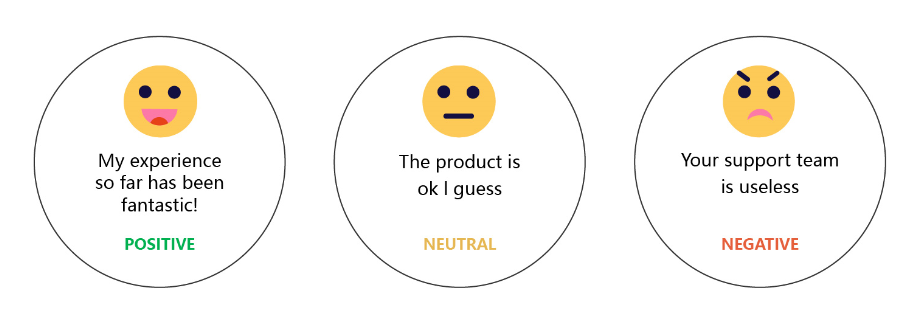 My experience
so far has been
fantastic!
POSITIVE
The product is
ok I guess
NEUTRAL
Your support team
is useless
NEGATIVE